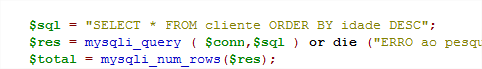 $sql = "SELECT * FROM cliente ORDER BY idade DESC";
$res = mysqli_query ( $conn,$sql ) or die ("ERRO ao pesqu
$total = mysqli_num_rows($res);